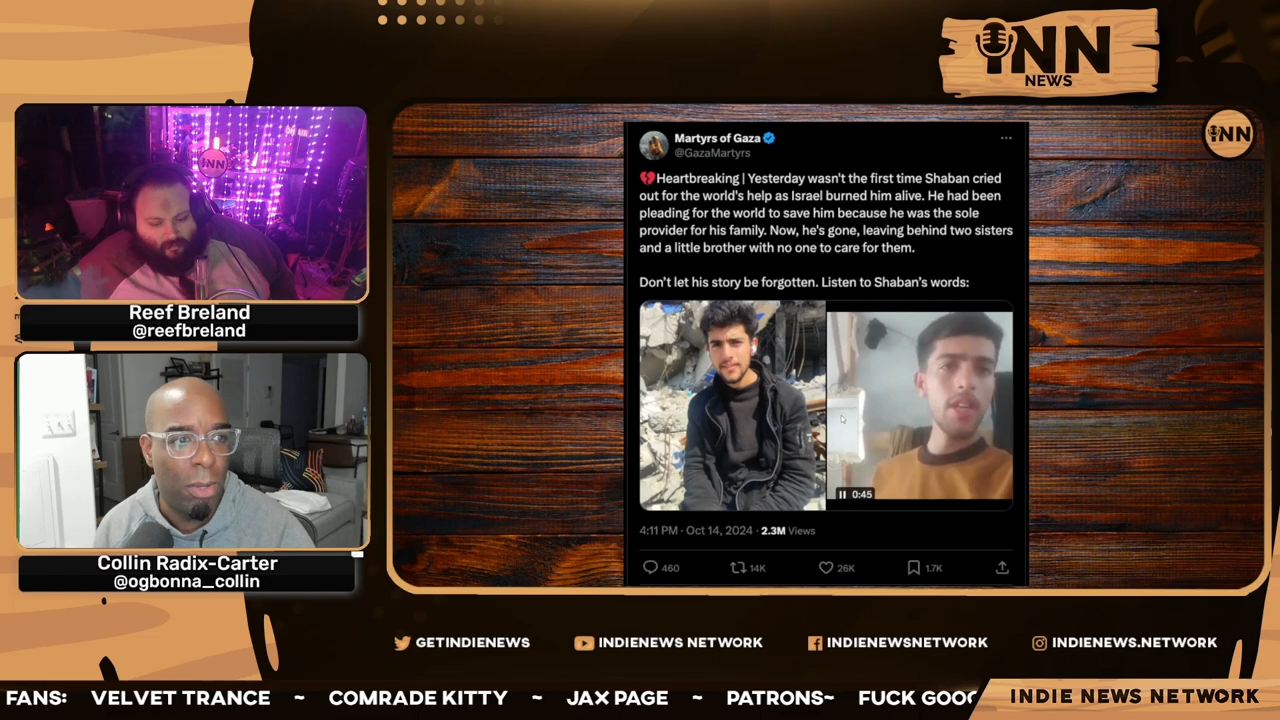 INN
NEWS
INN
INN
Reef Breland
@reefbreland
Collin Radix-Carter
@ogbonna_collin
Martyrs of Gaza
@GazaMartyrs
💔Heartbreaking | Yesterday wasn't the first time Shaban cried
out for the world's help as Israel burned him alive. He had been
pleading for the world to save him because he was the sole
provider for his family. Now, he's gone, leaving behind two sisters
and a little brother with no one to care for them.
Don't let his story be forgotten. Listen to Shaban's words:
0:45
4:11 PM · Oct 14, 2024 · 2.3M Views
460 14K 26K 1.7K
GETINDIENEWS INDIENEWS NETWORK INDIENEWSNETWORK INDIENEWS.NETWORK
FANS: VELVET TRANCE ~ COMRADE KITTY ~ JAX PAGE ~ PATRONS~ FUCK GOOG
INDIE NEWS NETWORK